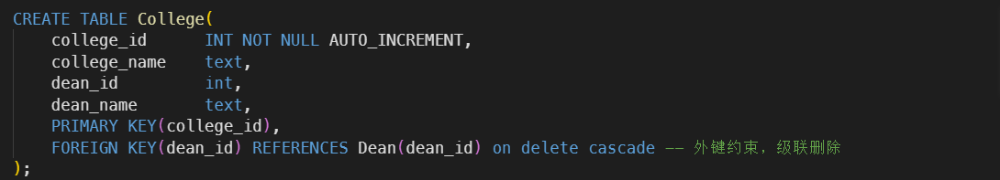 CREATE TABLE College(
    college_id      INT NOT NULL AUTO_INCREMENT,
    college_name    text,
    dean_id         int,
    dean_name       text,
    PRIMARY KEY(college_id),
    FOREIGN KEY(dean_id) REFERENCES Dean(dean_id) on delete cascade -- 外键约束，级联删除
);